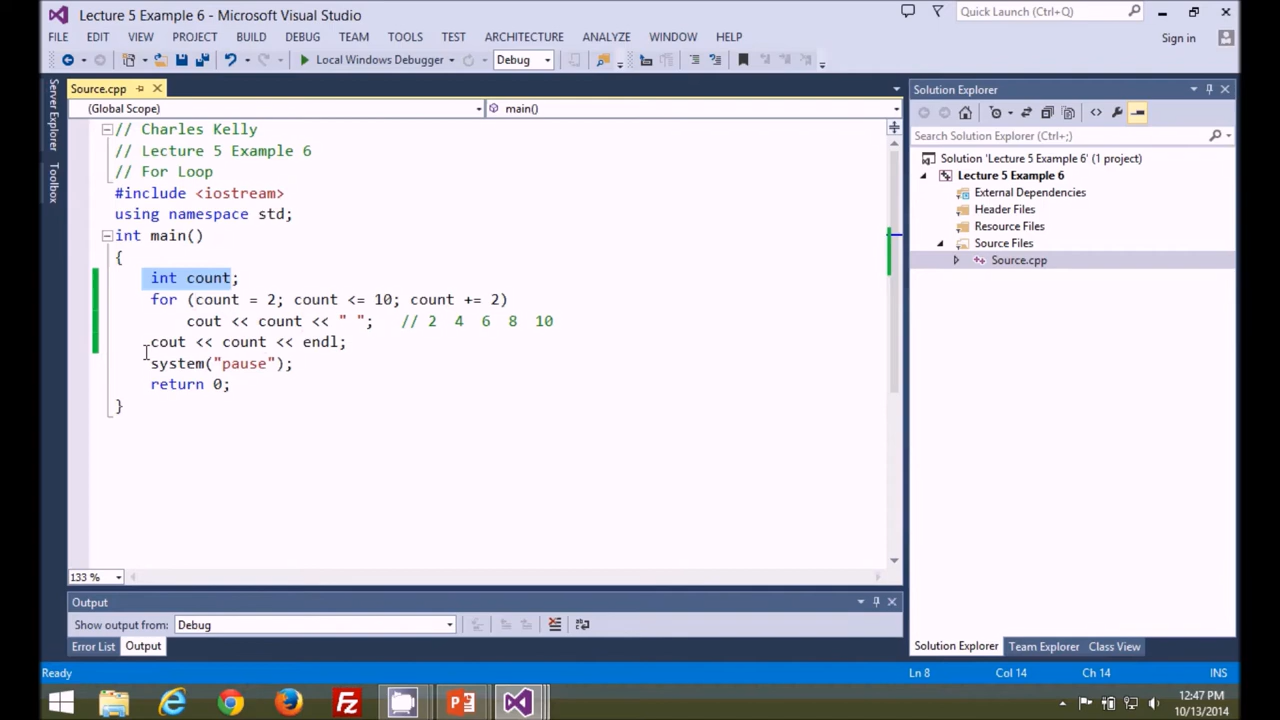 Lecture 5 Example 6 - Microsoft Visual Studio
Quick Launch (Ctrl+Q)
FILE EDIT VIEW PROJECT BUILD DEBUG TEAM TOOLS TEST ARCHITECTURE ANALYZE WINDOW HELP
Sign in
Local Windows Debugger
Debug
Server Explorer
Toolbox
Source.cpp
(Global Scope)
main()
// Charles Kelly
// Lecture 5 Example 6
// For Loop
#include <iostream>
using namespace std;
int main()
{
int count;
for (count = 2; count <= 10; count += 2)
cout << count << " "; // 2 4 6 8 10
cout << count << endl;
system("pause");
return 0;
}
133 %
Output
Show output from: Debug
Error List Output
Solution Explorer
Search Solution Explorer (Ctrl+;)
Solution 'Lecture 5 Example 6' (1 project)
Lecture 5 Example 6
External Dependencies
Header Files
Resource Files
Source Files
Source.cpp
Solution Explorer Team Explorer Class View
Ready
Ln 8 Col 14 Ch 14 INS
12:47 PM
10/13/2014